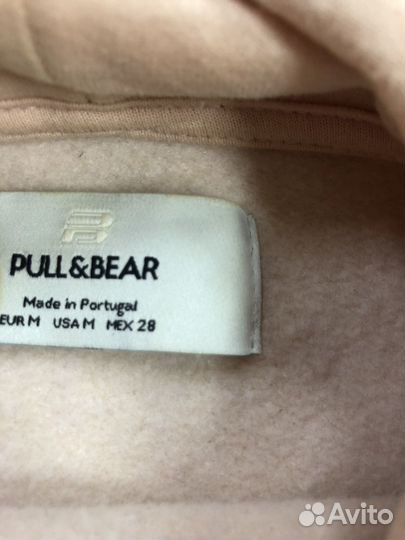 PULL&BEAR
Made in Portugal
EUR M USA M MEX 28
Avito